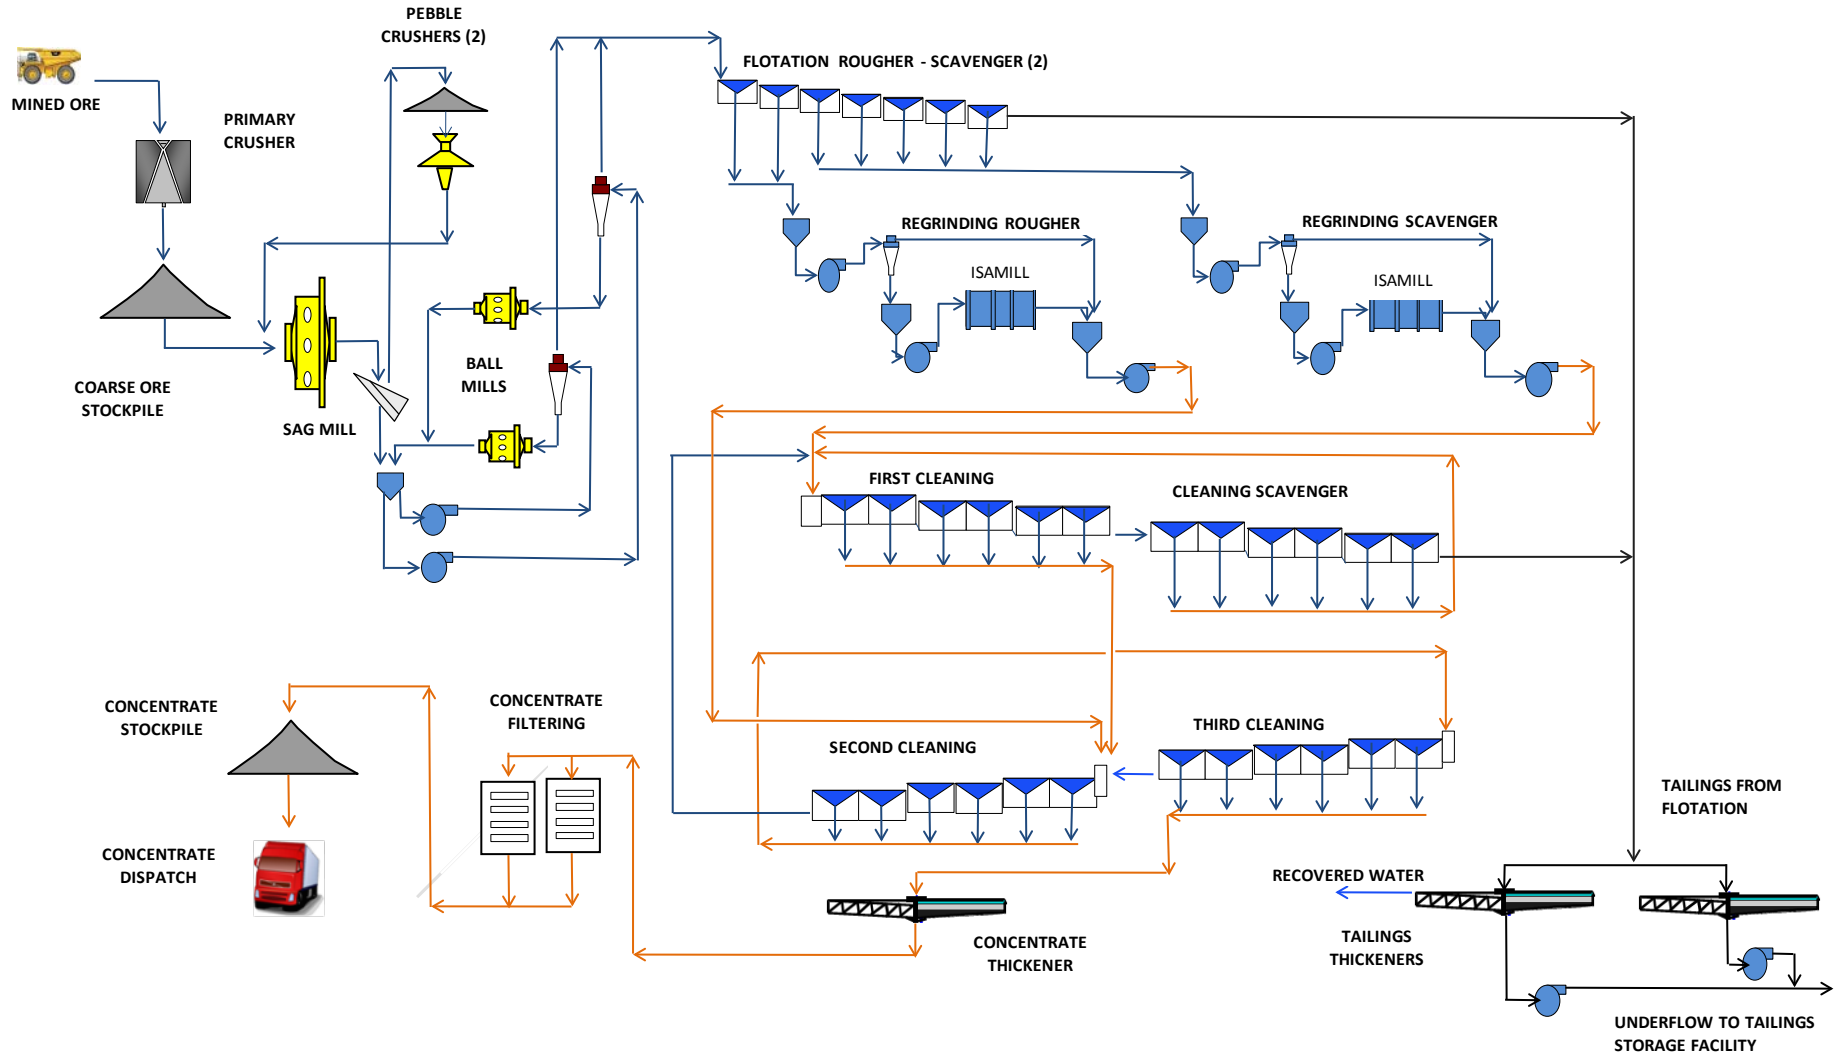 PEBBLE
CRUSHERS (2)
MINED ORE
PRIMARY
CRUSHER
FLOTATION ROUGHER - SCAVENGER (2)
REGRINDING ROUGHER
REGRINDING SCAVENGER
ISAMILL
ISAMILL
COARSE ORE
STOCKPILE
SAG MILL
BALL
MILLS
FIRST CLEANING
CLEANING SCAVENGER
CONCENTRATE
STOCKPILE
CONCENTRATE
FILTERING
SECOND CLEANING
THIRD CLEANING
TAILINGS FROM
FLOTATION
CONCENTRATE
DISPATCH
RECOVERED WATER
CONCENTRATE
THICKENER
TAILINGS
THICKENERS
UNDERFLOW TO TAILINGS
STORAGE FACILITY